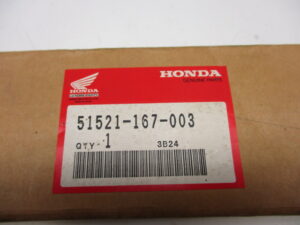 HONDA
HONDA
GENUINE PARTS
51521-167-003
QTY- 1
3B24